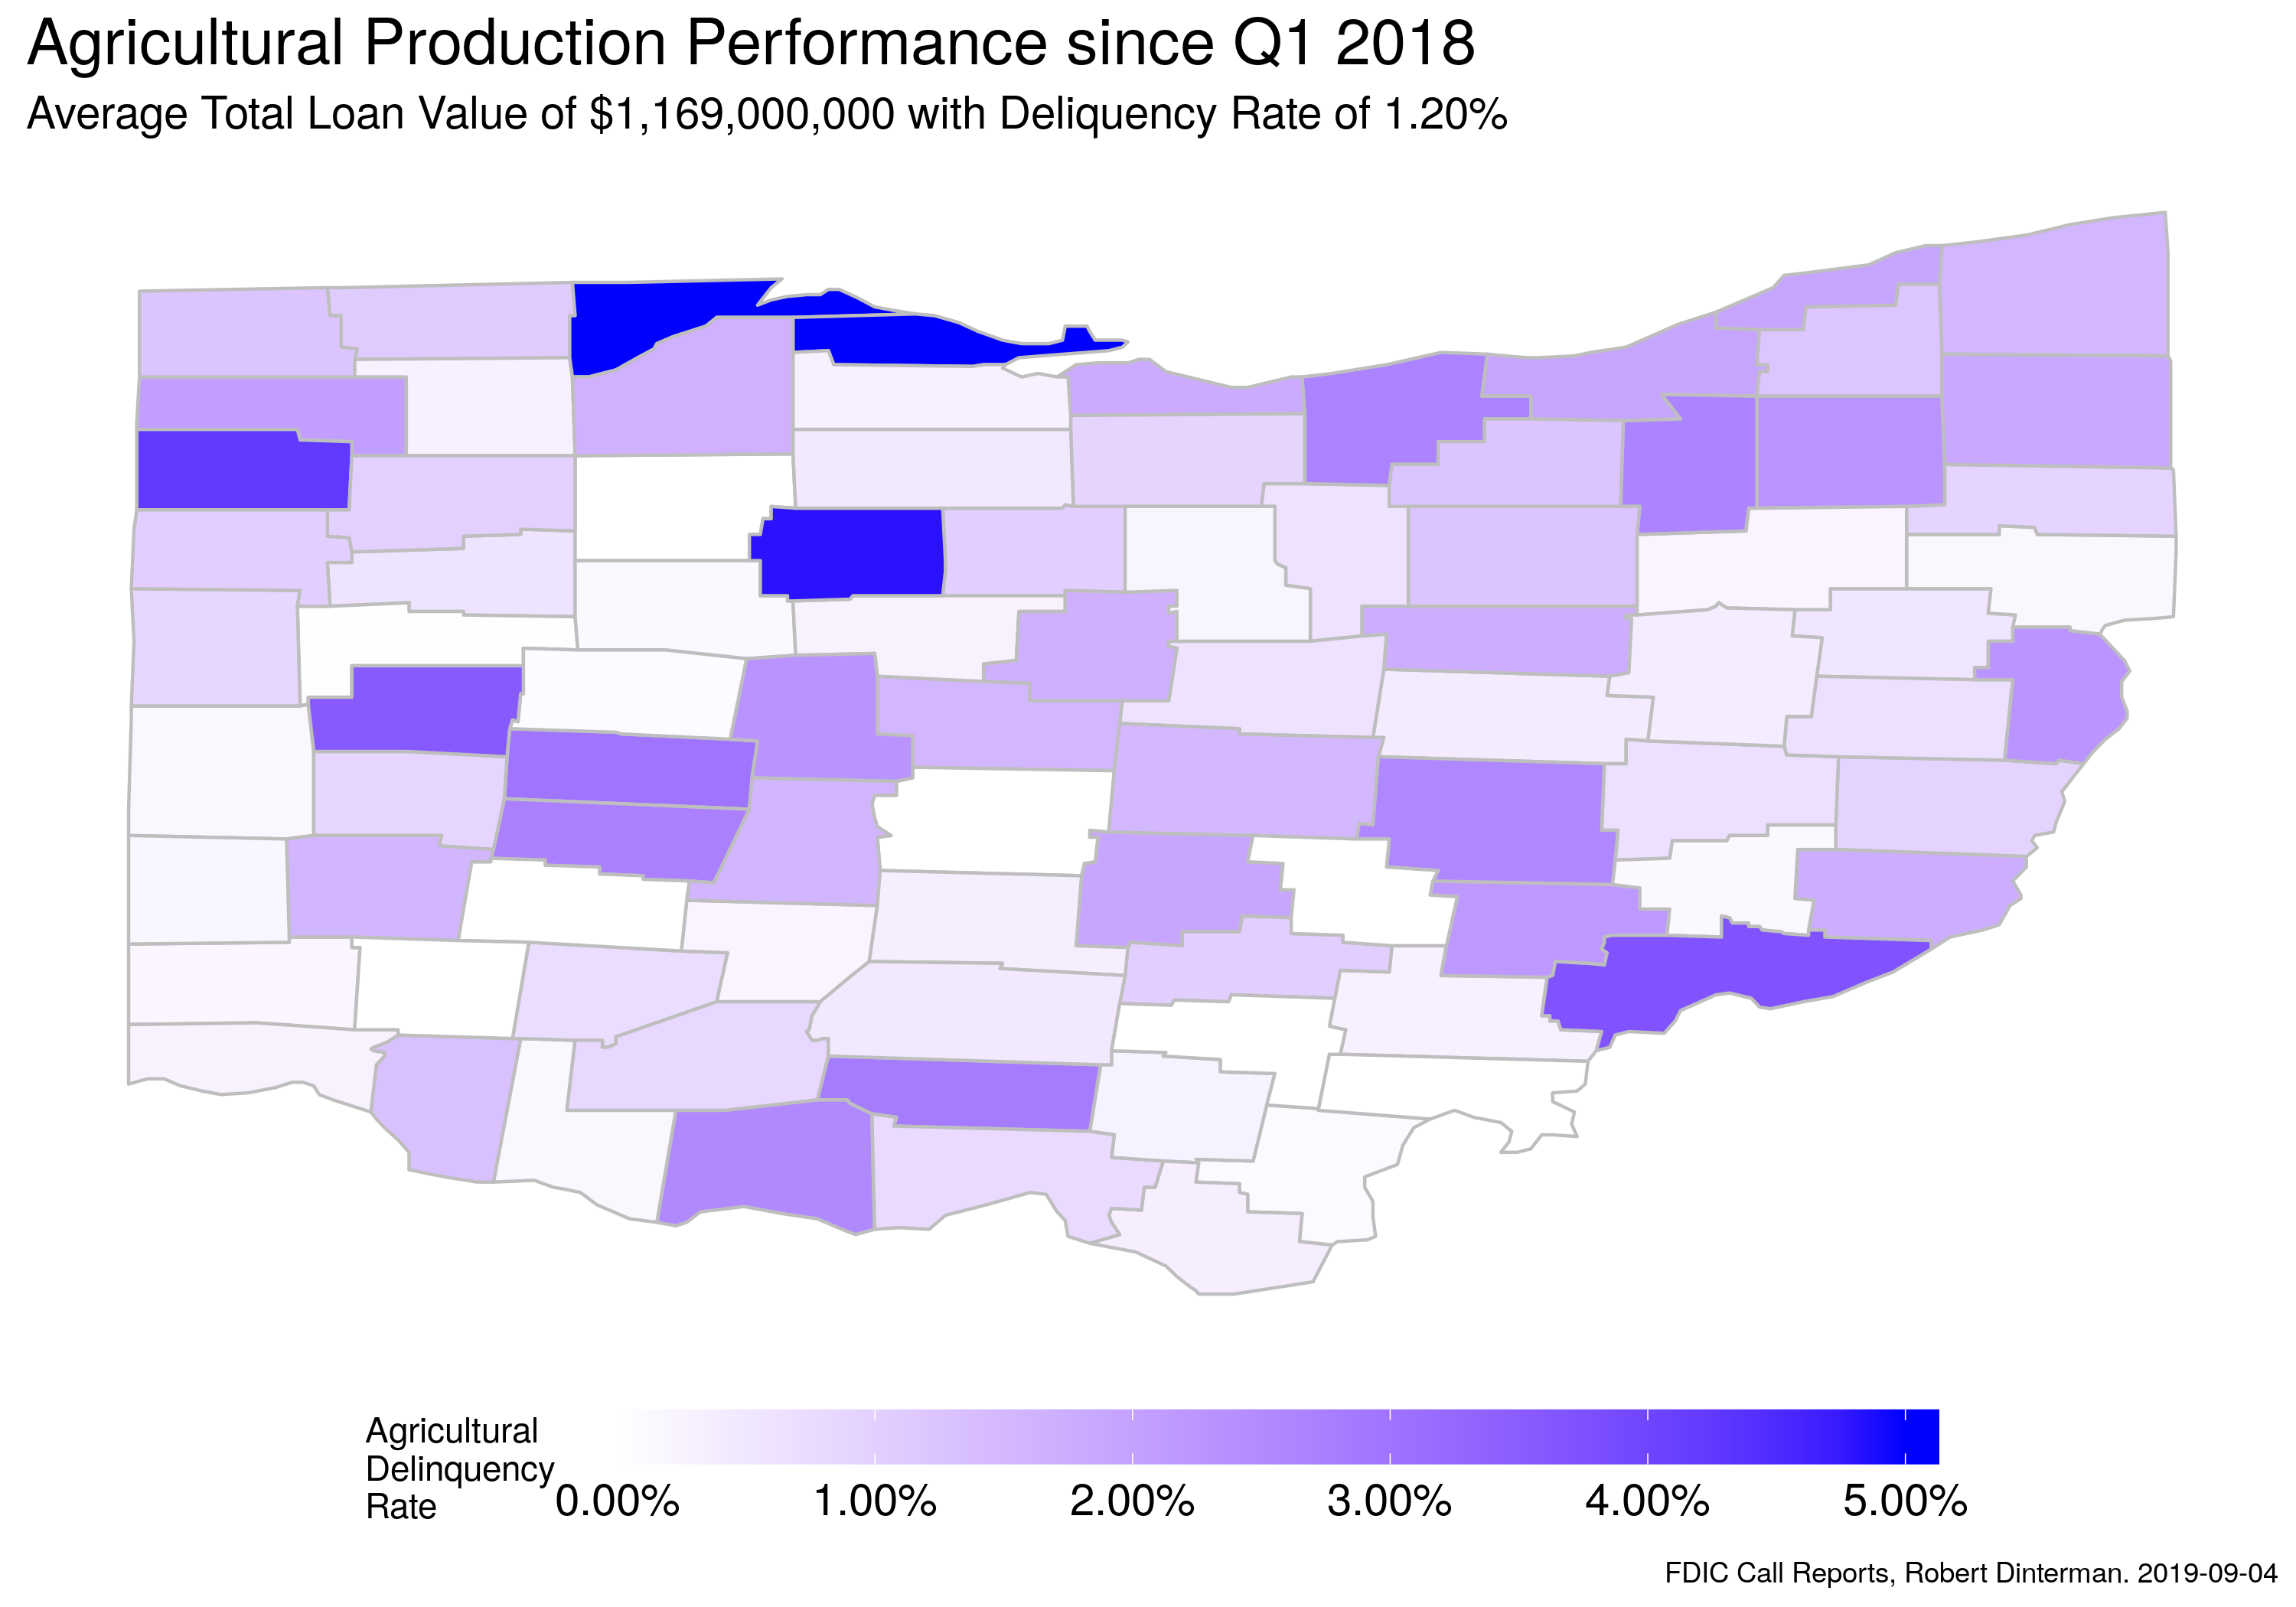 Agricultural Production Performance since Q1 2018
Average Total Loan Value of $1,169,000,000 with Deliquency Rate of 1.20%
Agricultural
Delinquency
Rate
0.00% 1.00% 2.00% 3.00% 4.00% 5.00%
FDIC Call Reports, Robert Dinterman. 2019-09-04